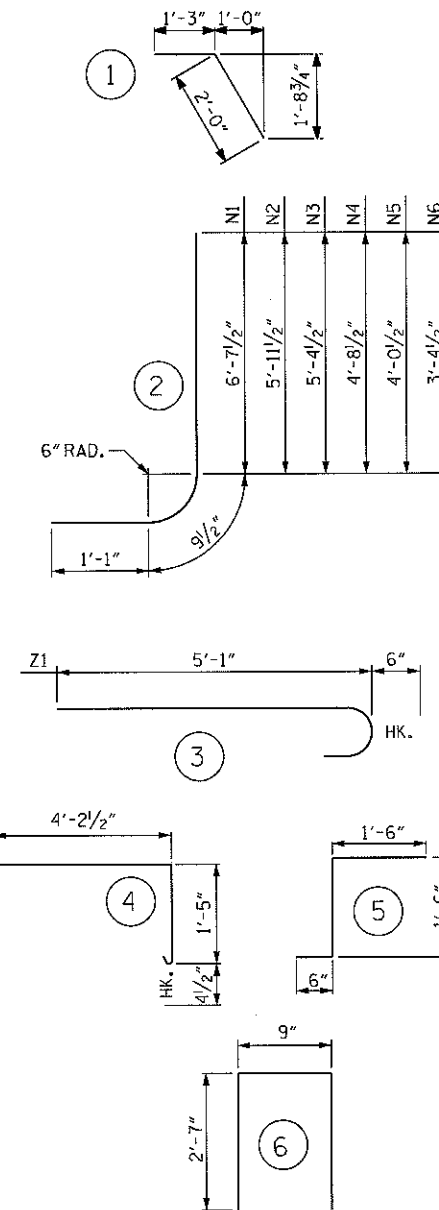 1'-3" 1'-0"
1
2'-0"
1'-8¾"
N1 N2 N3 N4 N5 N6
6'-7½" 5'-11½" 5'-4½" 4'-8½" 4'-0½" 3'-4½"
2
6" RAD.
9½"
1'-1"
Z1 5'-1" 6"
HK.
3
4'-2½" 1'-6"
4 1'-5" 5
HK. 4½" 6"
9"
2'-7" 6